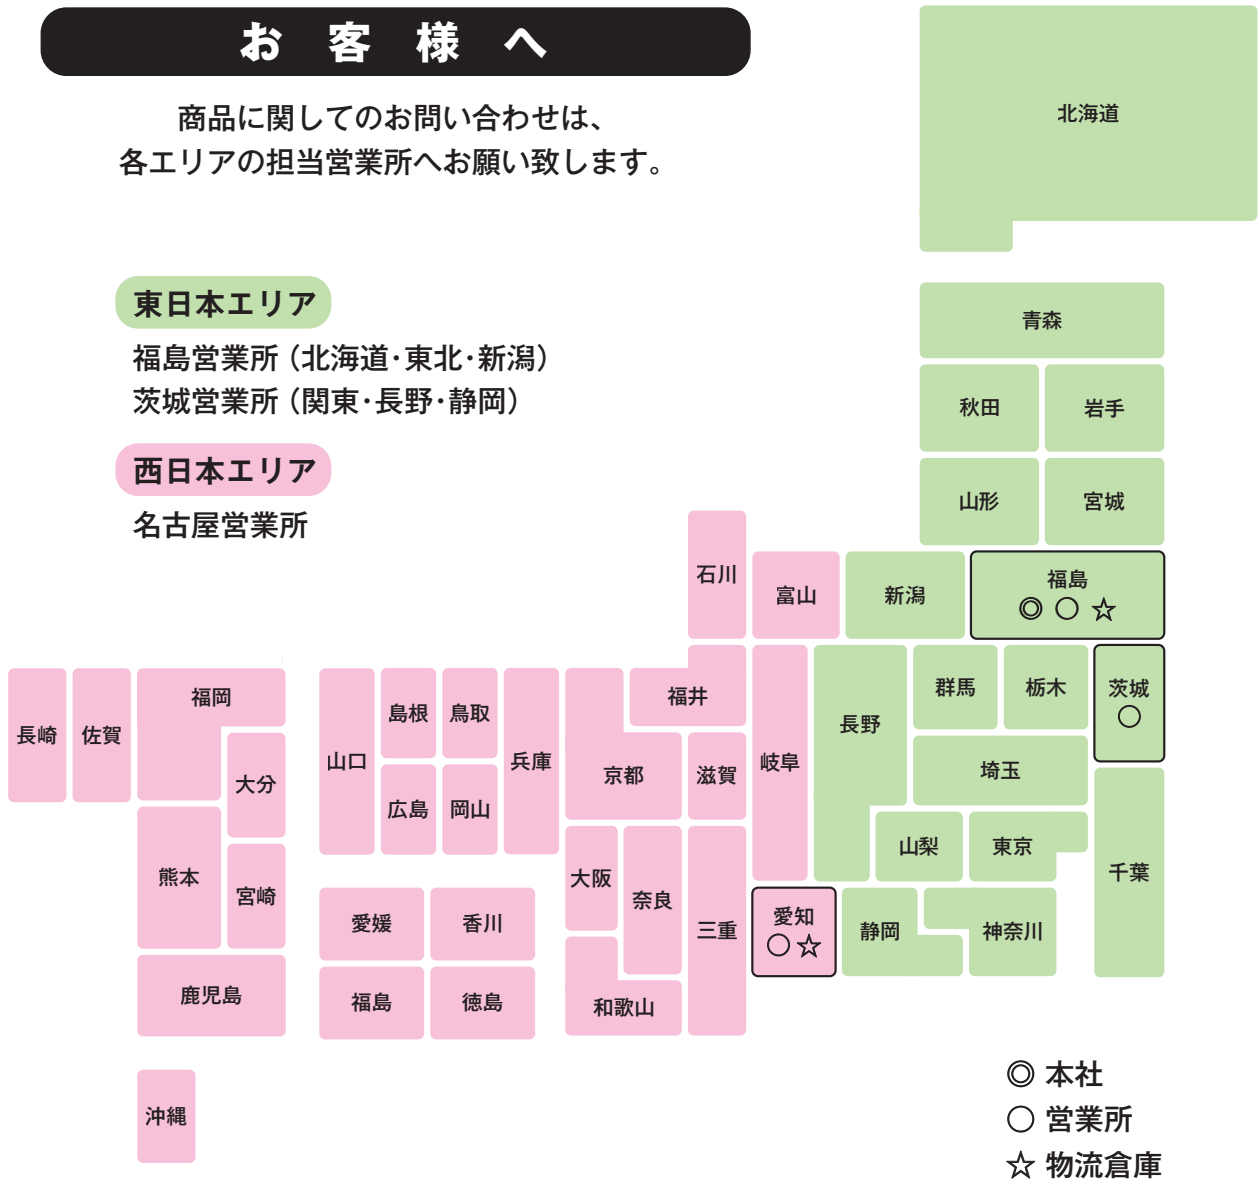 お客様へ
商品に関してのお問い合わせは、
各エリアの担当営業所へお願い致します。
東日本エリア
福島営業所（北海道・東北・新潟）
茨城営業所（関東・長野・静岡）
西日本エリア
名古屋営業所
北海道
青森
秋田
岩手
山形
宮城
石川
富山
新潟
福島
◎ ○ ☆
長崎
佐賀
福岡
大分
熊本
宮崎
鹿児島
沖縄
山口
島根
鳥取
広島
岡山
兵庫
京都
福井
滋賀
岐阜
長野
群馬
栃木
茨城
○
埼玉
山梨
東京
千葉
大阪
奈良
三重
和歌山
愛知
○ ☆
静岡
神奈川
愛媛
香川
福島
徳島
◎ 本社
○ 営業所
☆ 物流倉庫